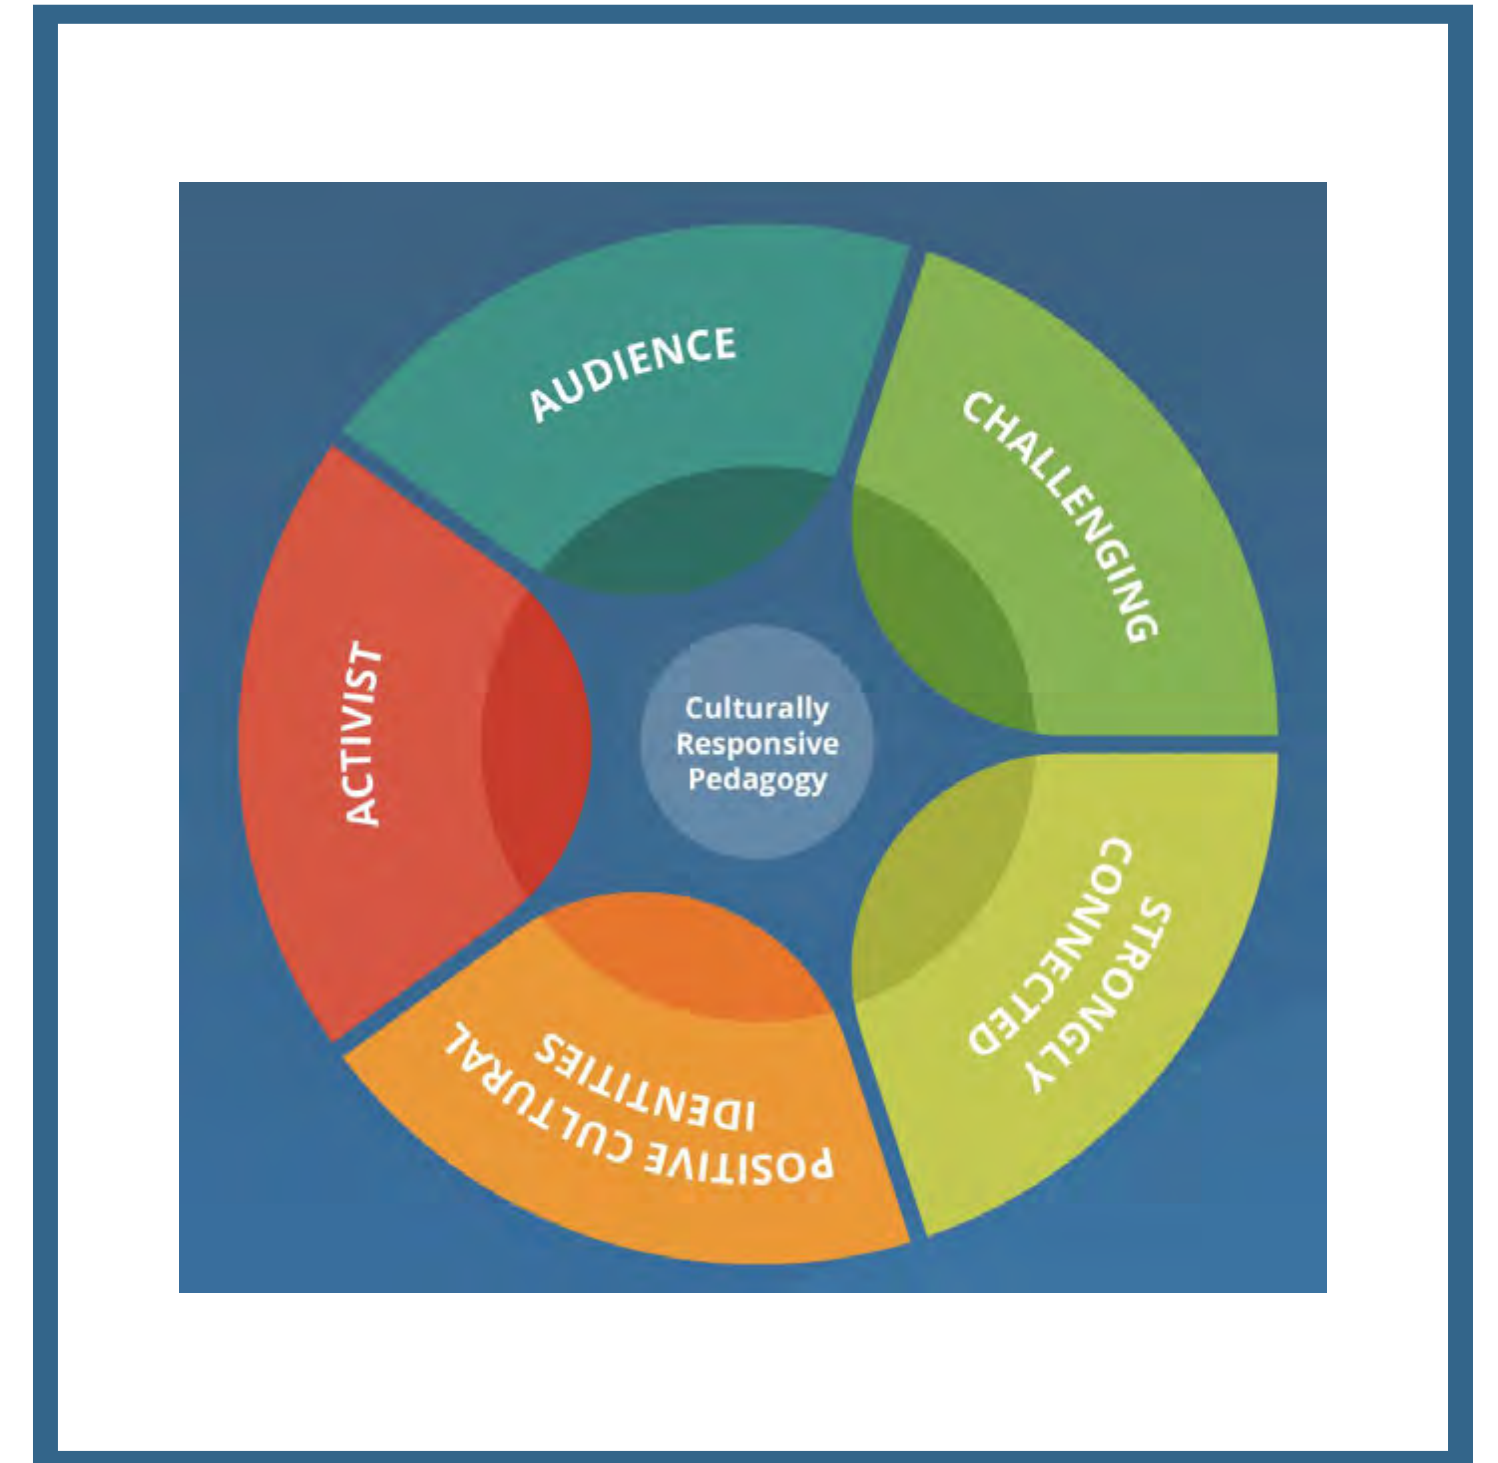 AUDIENCE
CHALLENGING
STRONGLY
CONNECTED
POSITIVE CULTURAL
IDENTITIES
ACTIVIST
Culturally
Responsive
Pedagogy